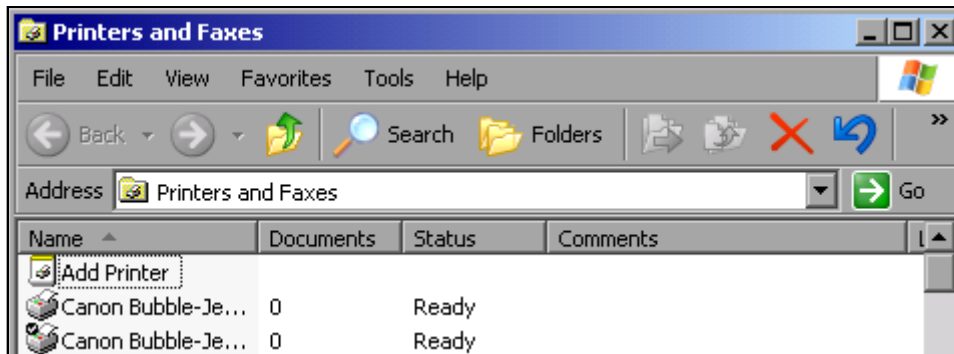 Printers and Faxes
File Edit View Favorites Tools Help
Back Search Folders »
Address Printers and Faxes Go
Name Documents Status Comments
Add Printer
Canon Bubble-Je... 0 Ready
Canon Bubble-Je... 0 Ready